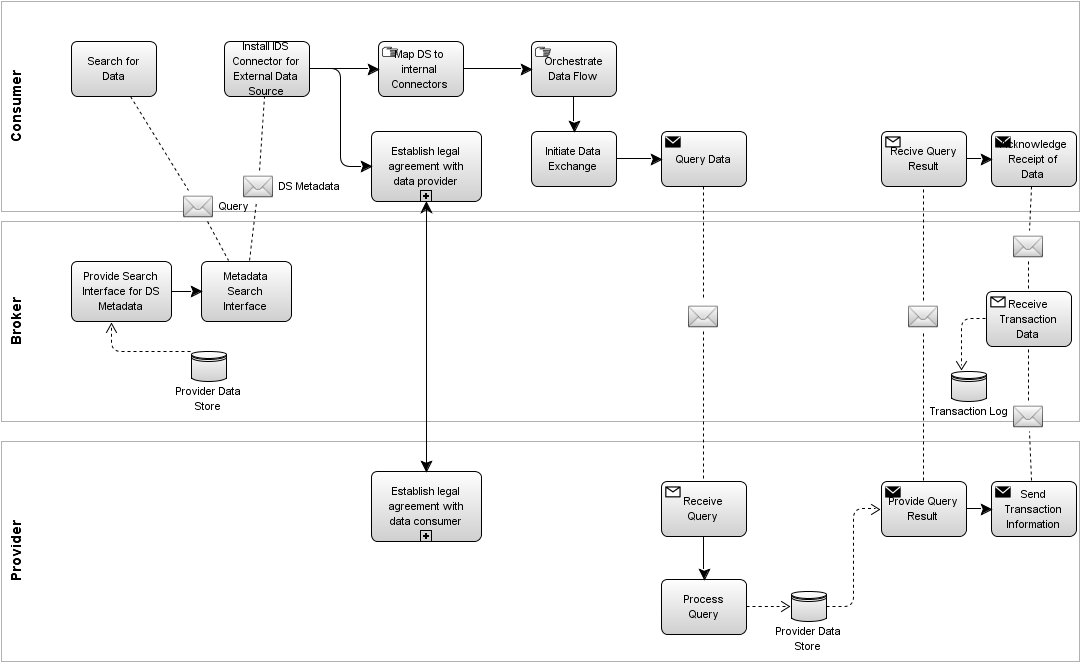 Consumer
Search for
Data
Install IDS
Connector for
External Data
Source
Map DS to
internal
Connectors
Orchestrate
Data Flow
Establish legal
agreement with
data provider
Initiate Data
Exchange
Query Data
Recive Query
Result
Acknowledge
Receipt of
Data
DS Metadata
Query
Broker
Provide Search
Interface for DS
Metadata
Metadata
Search
Interface
Provider Data
Store
Receive
Transaction
Data
Transaction Log
Provider
Establish legal
agreement with
data consumer
Receive
Query
Provide Query
Result
Send
Transaction
Information
Process
Query
Provider Data
Store